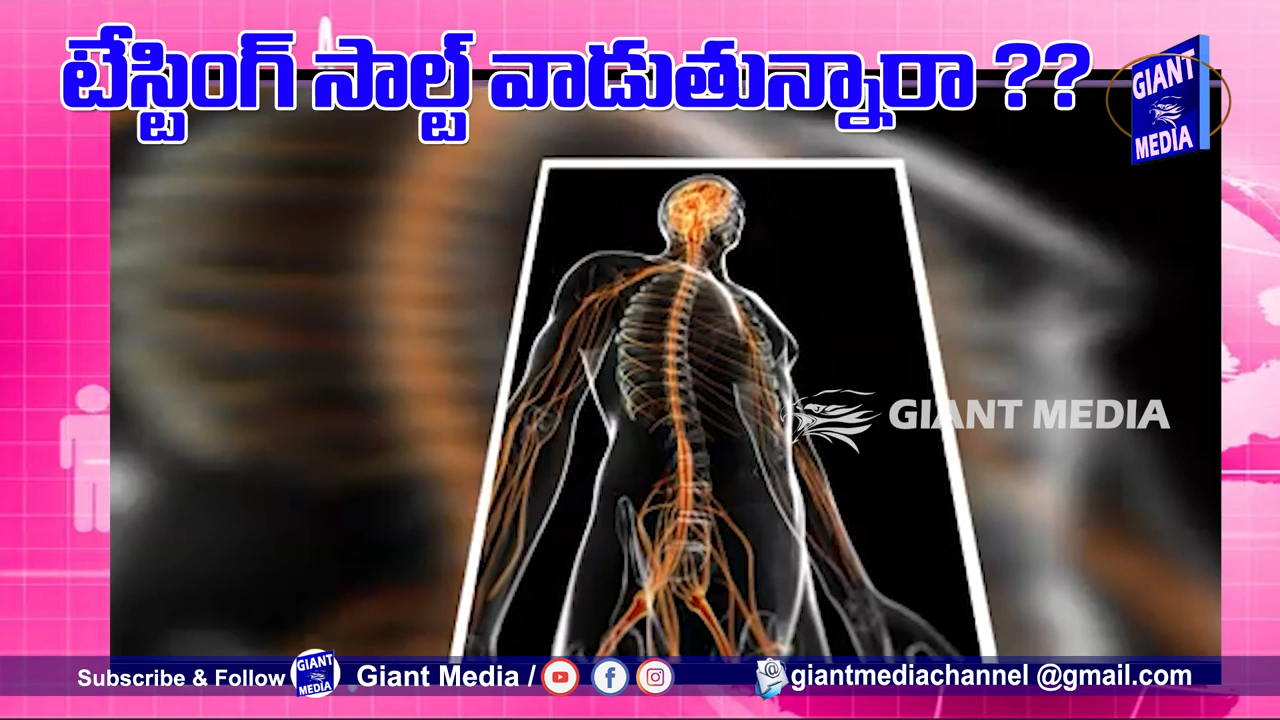 టేస్టింగ్ సాల్ట్ వాడుతున్నారా ??
GIANT
MEDIA
GIANT MEDIA
Subscribe & Follow
GIANT
MEDIA
Giant Media /
giantmediachannel @gmail.com